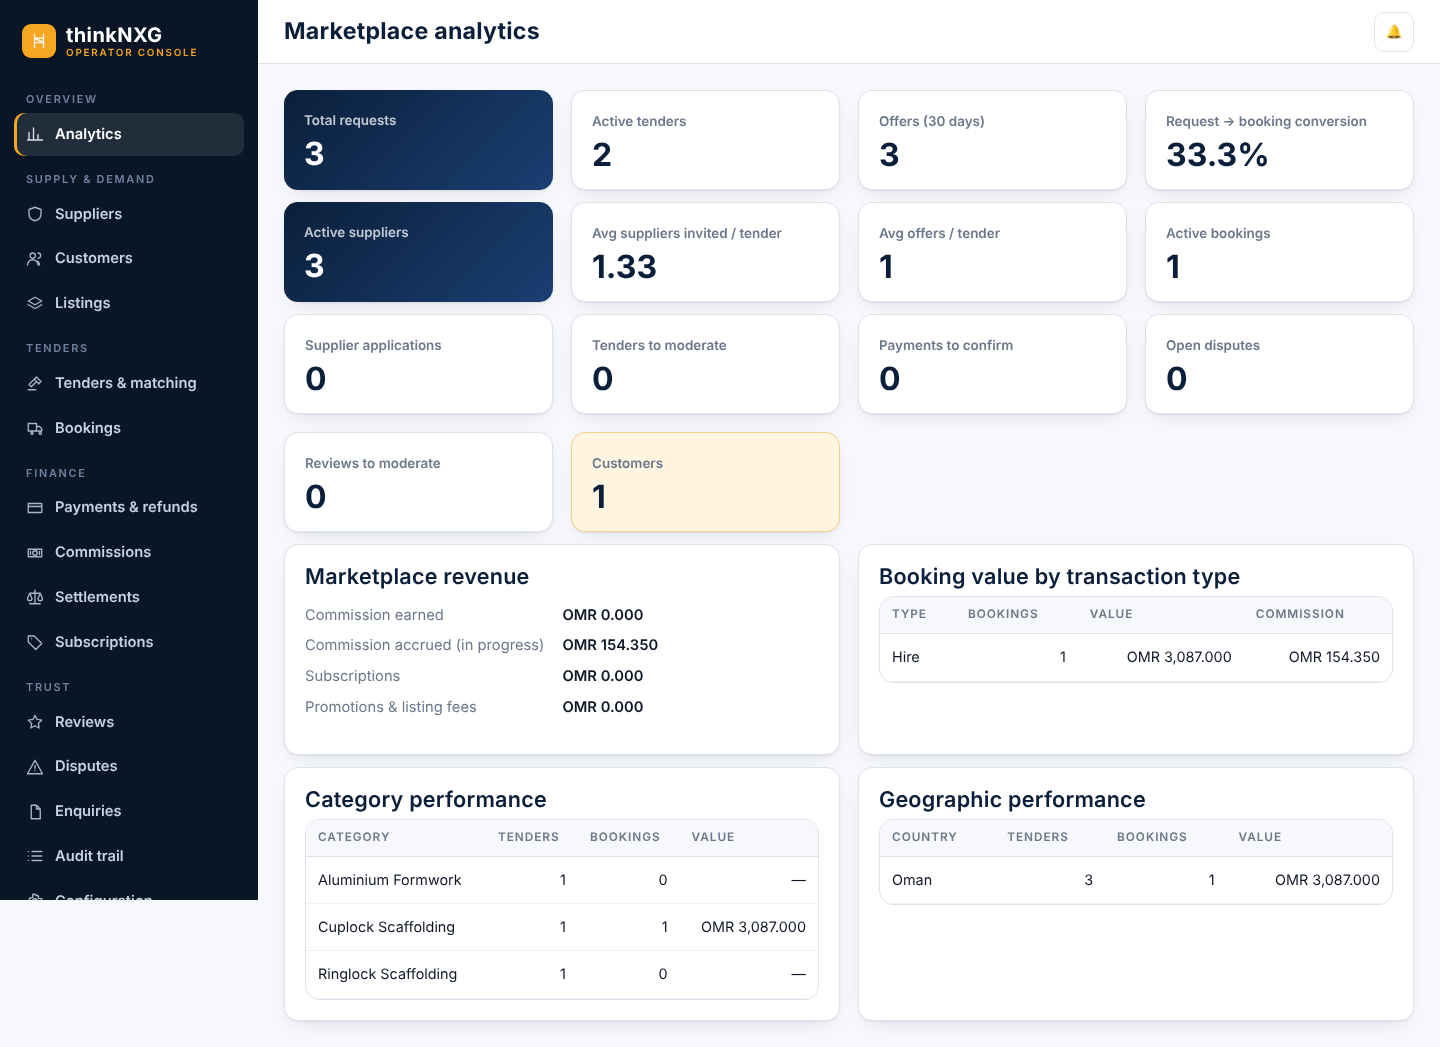 thinkNXG
OPERATOR CONSOLE
OVERVIEW
Analytics
SUPPLY & DEMAND
Suppliers
Customers
Listings
TENDERS
Tenders & matching
Bookings
FINANCE
Payments & refunds
Commissions
Settlements
Subscriptions
TRUST
Reviews
Disputes
Enquiries
Audit trail
Configuration
Marketplace analytics
Total requests
3
Active tenders
2
Offers (30 days)
3
Request → booking conversion
33.3%
Active suppliers
3
Avg suppliers invited / tender
1.33
Avg offers / tender
1
Active bookings
1
Supplier applications
0
Tenders to moderate
0
Payments to confirm
0
Open disputes
0
Reviews to moderate
0
Customers
1
Marketplace revenue
Commission earned OMR 0.000
Commission accrued (in progress) OMR 154.350
Subscriptions OMR 0.000
Promotions & listing fees OMR 0.000
Booking value by transaction type
TYPE BOOKINGS VALUE COMMISSION
Hire 1 OMR 3,087.000 OMR 154.350
Category performance
CATEGORY TENDERS BOOKINGS VALUE
Aluminium Formwork 1 0 —
Cuplock Scaffolding 1 1 OMR 3,087.000
Ringlock Scaffolding 1 0 —
Geographic performance
COUNTRY TENDERS BOOKINGS VALUE
Oman 3 1 OMR 3,087.000